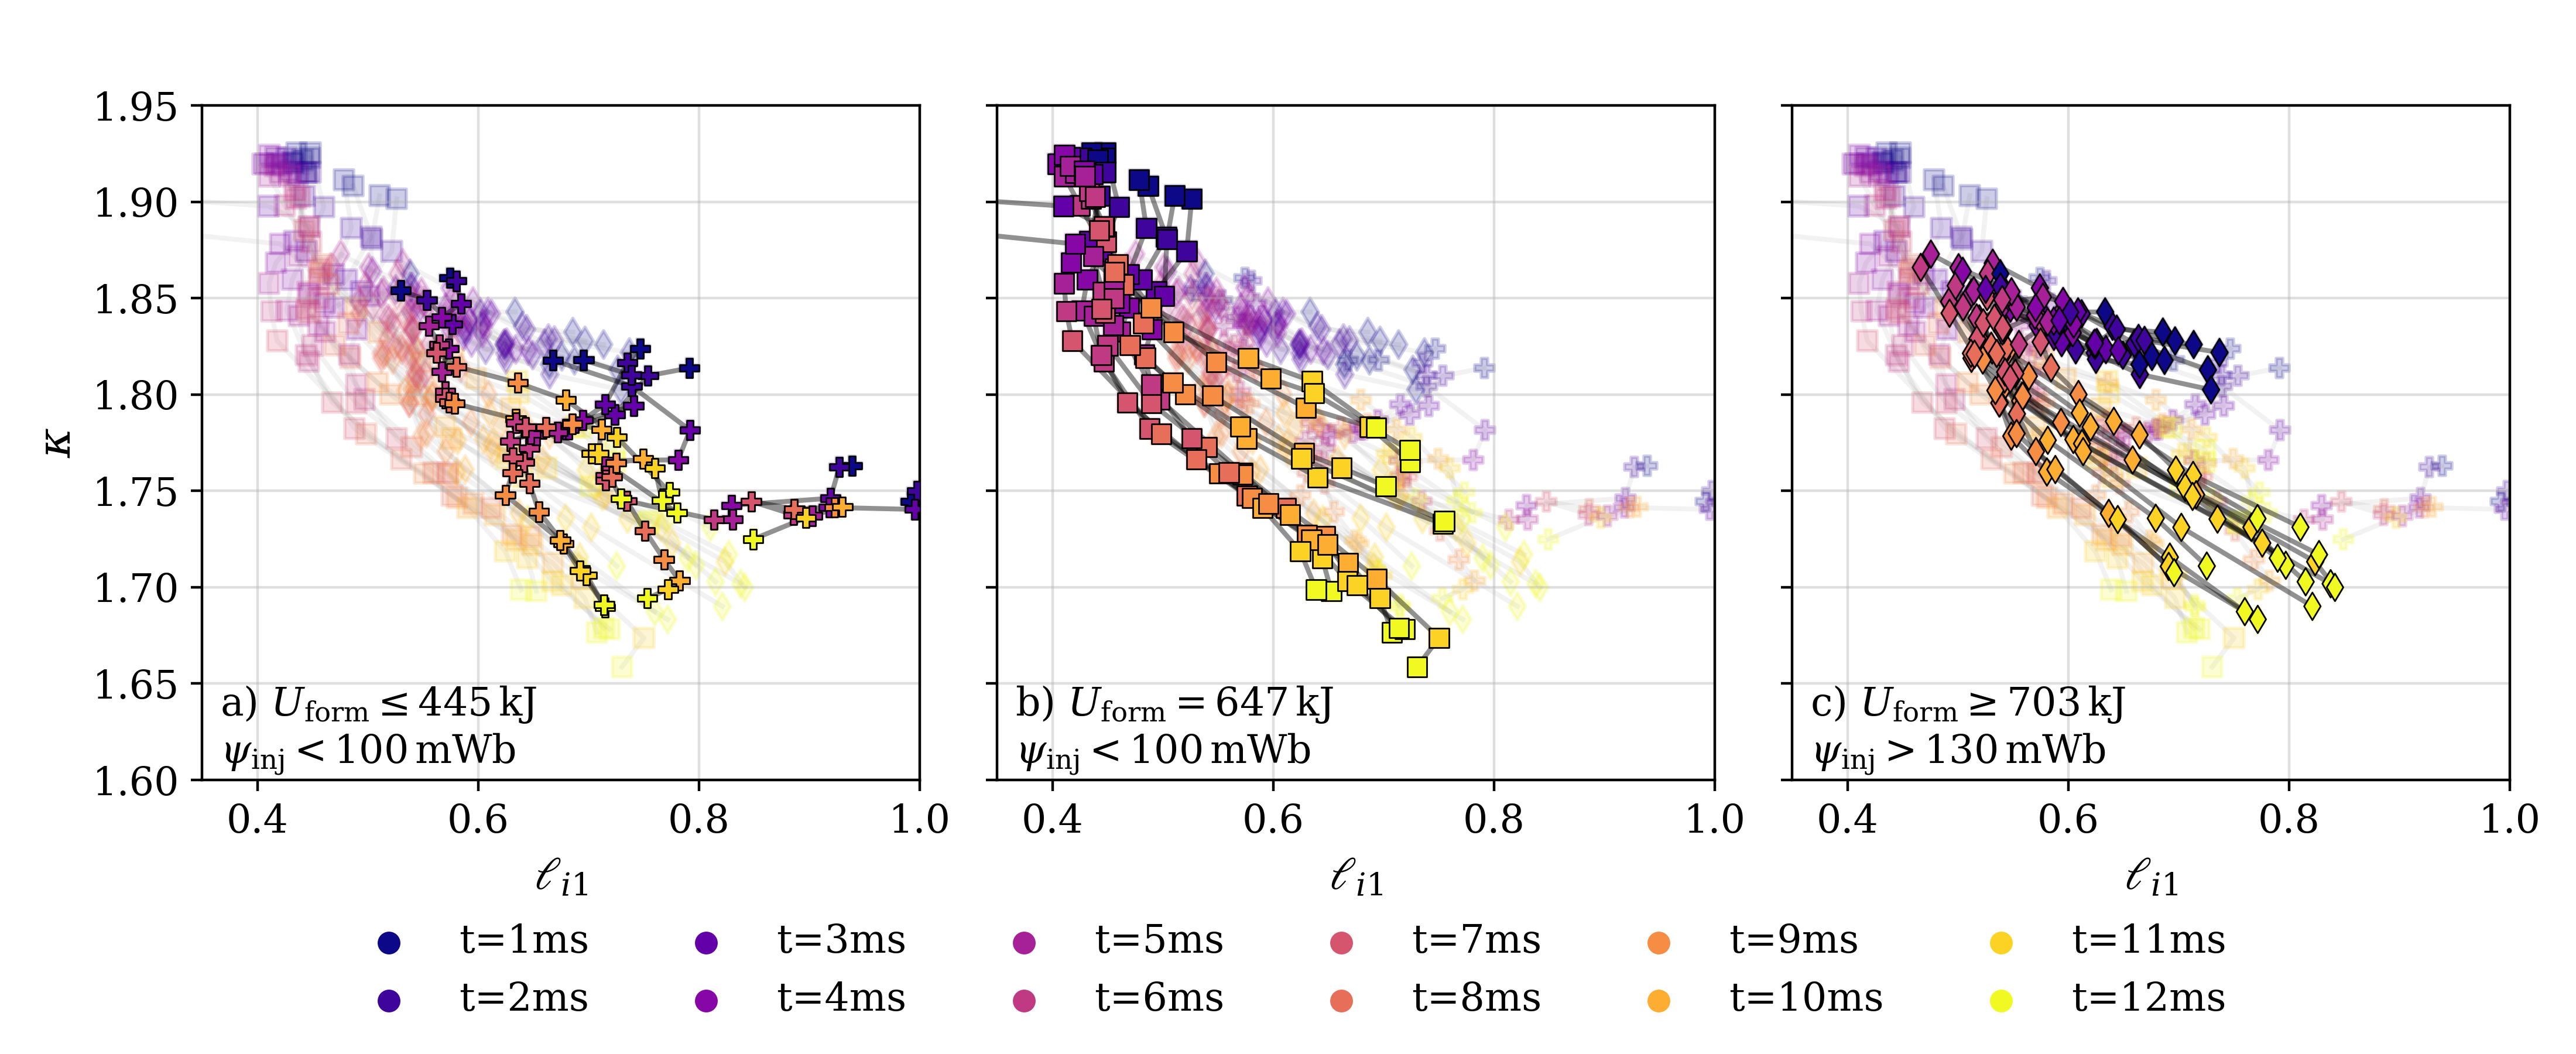 1.95
1.90
1.85
1.80
1.75
1.70
1.65
1.60
κ
a) U_form ≤ 445 kJ
ψ_inj < 100 mWb
b) U_form = 647 kJ
ψ_inj < 100 mWb
c) U_form ≥ 703 kJ
ψ_inj > 130 mWb
0.4 0.6 0.8 1.0
0.4 0.6 0.8 1.0
0.4 0.6 0.8 1.0
ℓ_i1
ℓ_i1
ℓ_i1
t=1ms t=3ms t=5ms t=7ms t=9ms t=11ms
t=2ms t=4ms t=6ms t=8ms t=10ms t=12ms